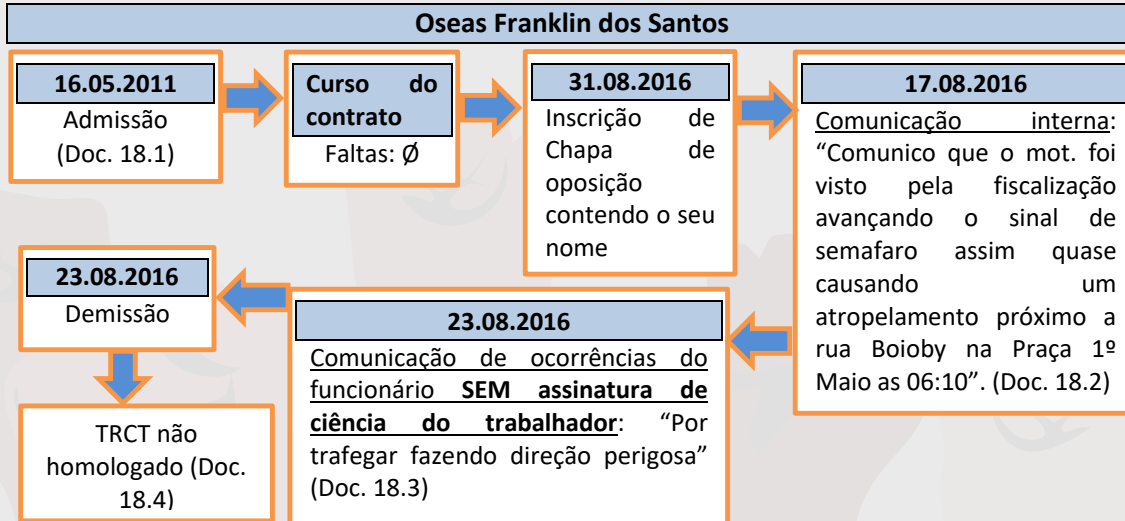 Oseas Franklin dos Santos
16.05.2011
Admissão
(Doc. 18.1)
Curso do
contrato
Faltas: Ø
31.08.2016
Inscrição de
Chapa de
oposição
contendo o seu
nome
17.08.2016
Comunicação interna:
“Comunico que o mot. foi
visto pela fiscalização
avançando o sinal de
semafaro assim quase
causando um
atropelamento próximo a
rua Boioby na Praça 1º
Maio as 06:10”. (Doc. 18.2)
23.08.2016
Comunicação de ocorrências do
funcionário SEM assinatura de
ciência do trabalhador: “Por
trafegar fazendo direção perigosa”
(Doc. 18.3)
23.08.2016
Demissão
TRCT não
homologado (Doc.
18.4)